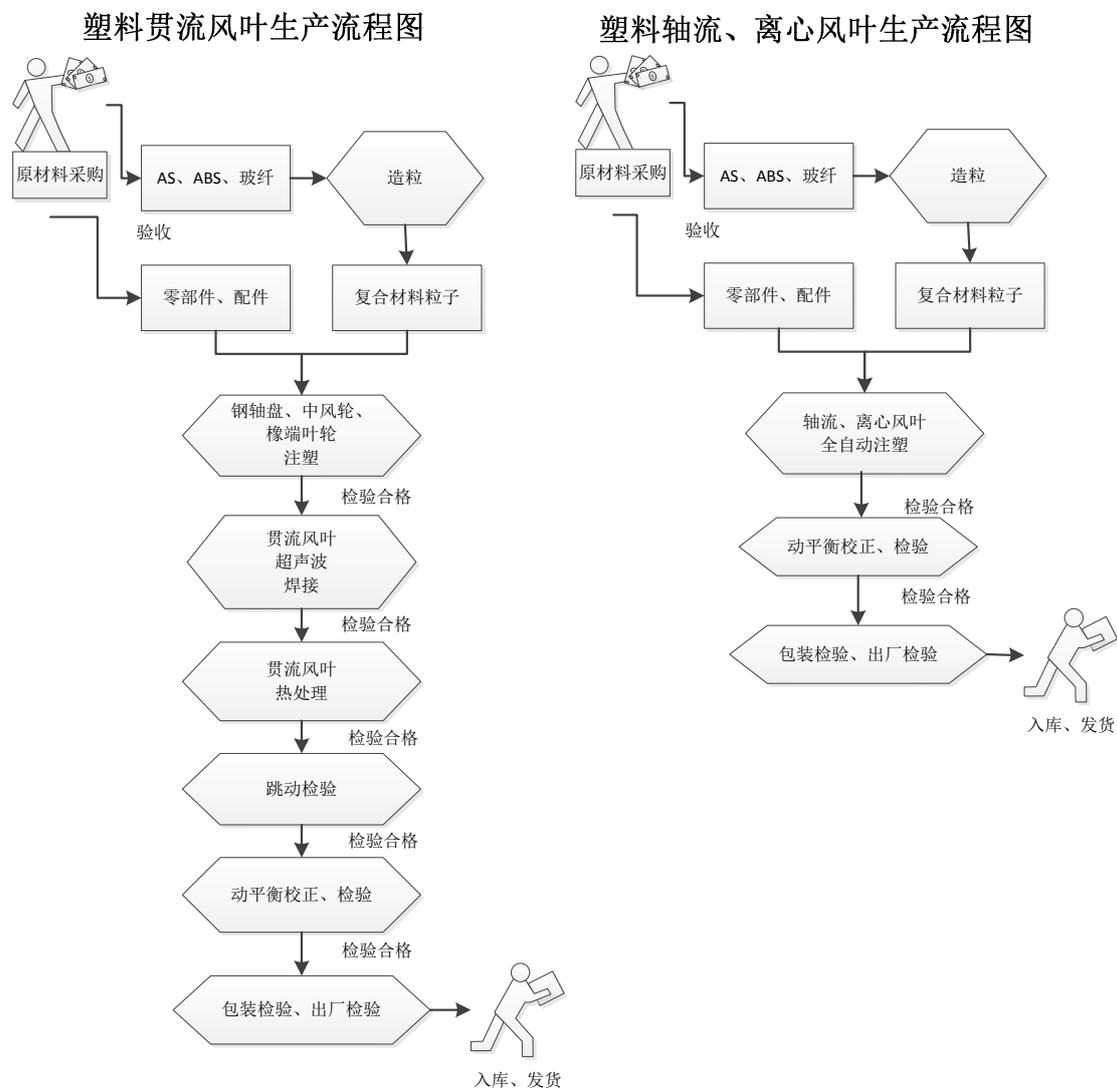 塑料贯流风叶生产流程图
原材料采购
AS、ABS、玻纤
造粒
验收
零部件、配件
复合材料粒子
钢轴盘、中风轮、
橡端叶轮
注塑
检验合格
贯流风叶
超声波
焊接
检验合格
贯流风叶
热处理
检验合格
跳动检验
检验合格
动平衡校正、检验
检验合格
包装检验、出厂检验
入库、发货
塑料轴流、离心风叶生产流程图
原材料采购
AS、ABS、玻纤
造粒
验收
零部件、配件
复合材料粒子
轴流、离心风叶
全自动注塑
检验合格
动平衡校正、检验
检验合格
包装检验、出厂检验
入库、发货